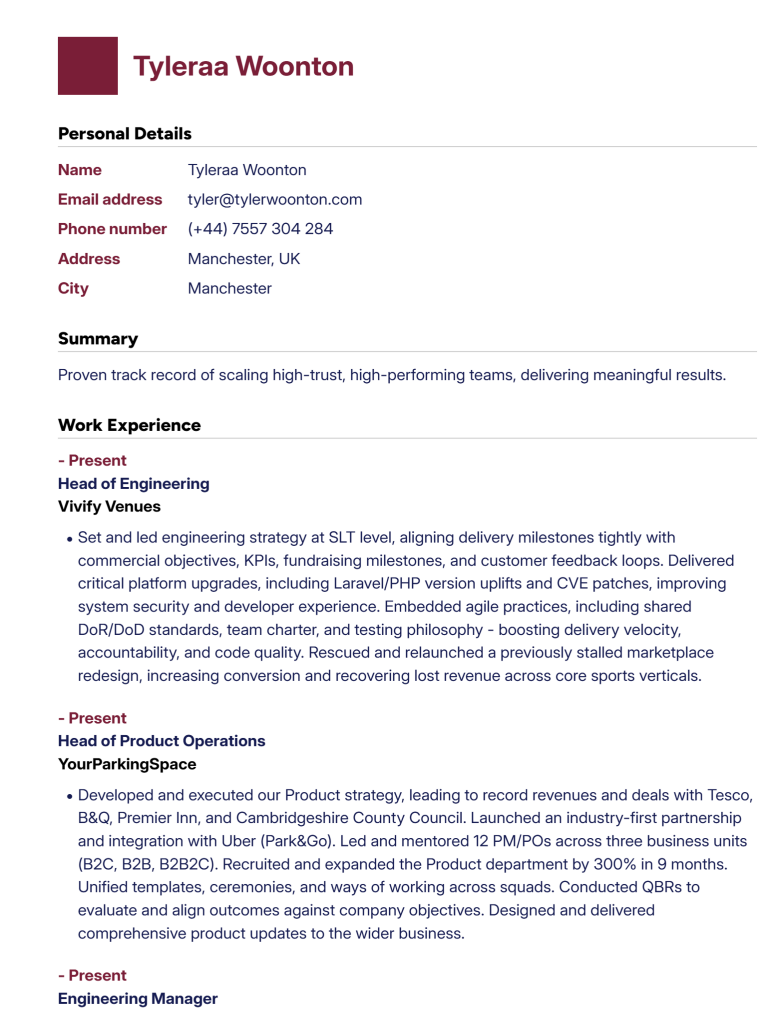 Tyleraa Woonton
Personal Details
Name Tyleraa Woonton
Email address tyler@tylerwoonton.com
Phone number (+44) 7557 304 284
Address Manchester, UK
City Manchester
Summary
Proven track record of scaling high-trust, high-performing teams, delivering meaningful results.
Work Experience
- Present
Head of Engineering
Vivify Venues
• Set and led engineering strategy at SLT level, aligning delivery milestones tightly with
commercial objectives, KPIs, fundraising milestones, and customer feedback loops. Delivered
critical platform upgrades, including Laravel/PHP version uplifts and CVE patches, improving
system security and developer experience. Embedded agile practices, including shared
DoR/DoD standards, team charter, and testing philosophy - boosting delivery velocity,
accountability, and code quality. Rescued and relaunched a previously stalled marketplace
redesign, increasing conversion and recovering lost revenue across core sports verticals.
- Present
Head of Product Operations
YourParkingSpace
• Developed and executed our Product strategy, leading to record revenues and deals with Tesco,
B&Q, Premier Inn, and Cambridgeshire County Council. Launched an industry-first partnership
and integration with Uber (Park&Go). Led and mentored 12 PM/POs across three business units
(B2C, B2B, B2B2C). Recruited and expanded the Product department by 300% in 9 months.
Unified templates, ceremonies, and ways of working across squads. Conducted QBRs to
evaluate and align outcomes against company objectives. Designed and delivered
comprehensive product updates to the wider business.
- Present
Engineering Manager